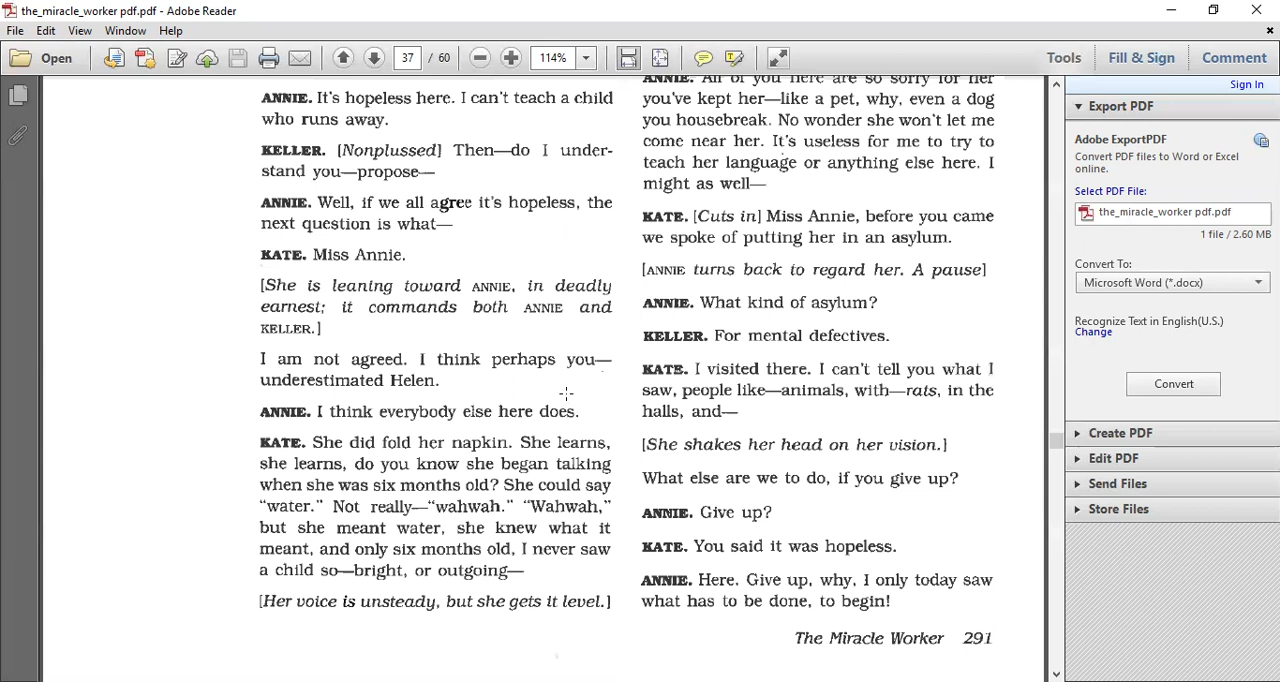 the_miracle_worker pdf.pdf - Adobe Reader
File Edit View Window Help
Open 37 / 60 114% Tools Fill & Sign Comment
ANNIE. It's hopeless here. I can't teach a child
who runs away.
KELLER. [Nonplussed] Then—do I under-
stand you—propose—
ANNIE. Well, if we all agree it's hopeless, the
next question is what—
KATE. Miss Annie.
[She is leaning toward ANNIE, in deadly
earnest; it commands both ANNIE and
KELLER.]
I am not agreed. I think perhaps you—
underestimated Helen.
ANNIE. I think everybody else here does.
KATE. She did fold her napkin. She learns,
she learns, do you know she began talking
when she was six months old? She could say
“water.” Not really—“wahwah.” “Wahwah,”
but she meant water, she knew what it
meant, and only six months old, I never saw
a child so—bright, or outgoing—
[Her voice is unsteady, but she gets it level.]
ANNIE. All of you here are so sorry for her
you've kept her—like a pet, why, even a dog
you housebreak. No wonder she won't let me
come near her. It's useless for me to try to
teach her language or anything else here. I
might as well—
KATE. [Cuts in] Miss Annie, before you came
we spoke of putting her in an asylum.
[ANNIE turns back to regard her. A pause]
ANNIE. What kind of asylum?
KELLER. For mental defectives.
KATE. I visited there. I can't tell you what I
saw, people like—animals, with—rats, in the
halls, and—
[She shakes her head on her vision.]
What else are we to do, if you give up?
ANNIE. Give up?
KATE. You said it was hopeless.
ANNIE. Here. Give up, why, I only today saw
what has to be done, to begin!
The Miracle Worker 291
Sign In
Export PDF
Adobe ExportPDF
Convert PDF files to Word or Excel
online.
Select PDF File:
the_miracle_worker pdf.pdf
1 file / 2.60 MB
Convert To:
Microsoft Word (*.docx)
Recognize Text in English(U.S.)
Change
Convert
Create PDF
Edit PDF
Send Files
Store Files